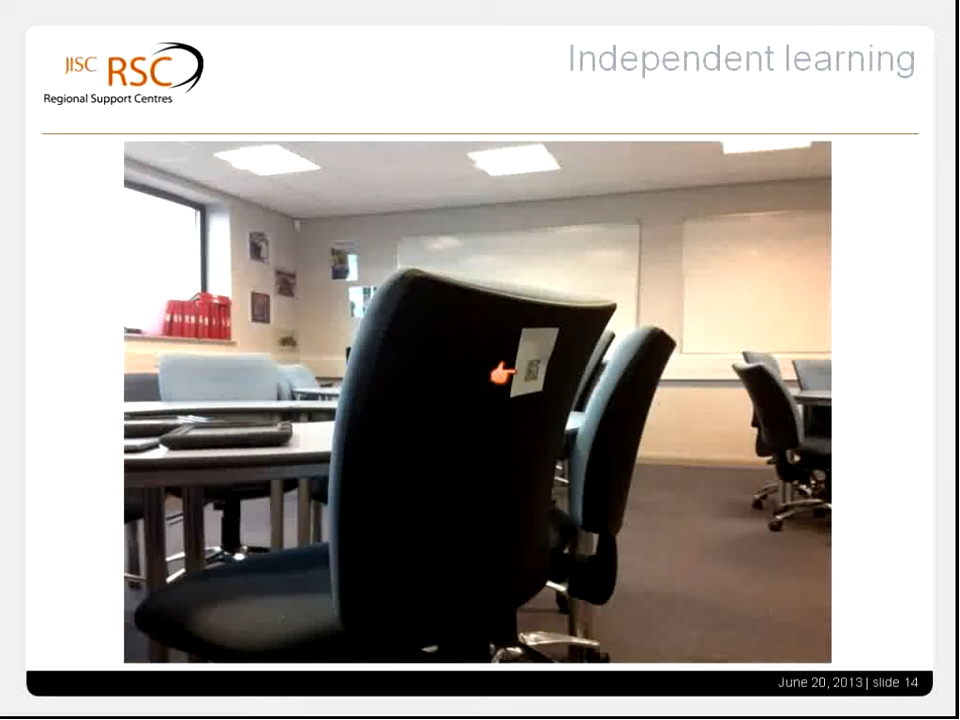 JISC RSC
Regional Support Centres
Independent learning
June 20, 2013 | slide 14